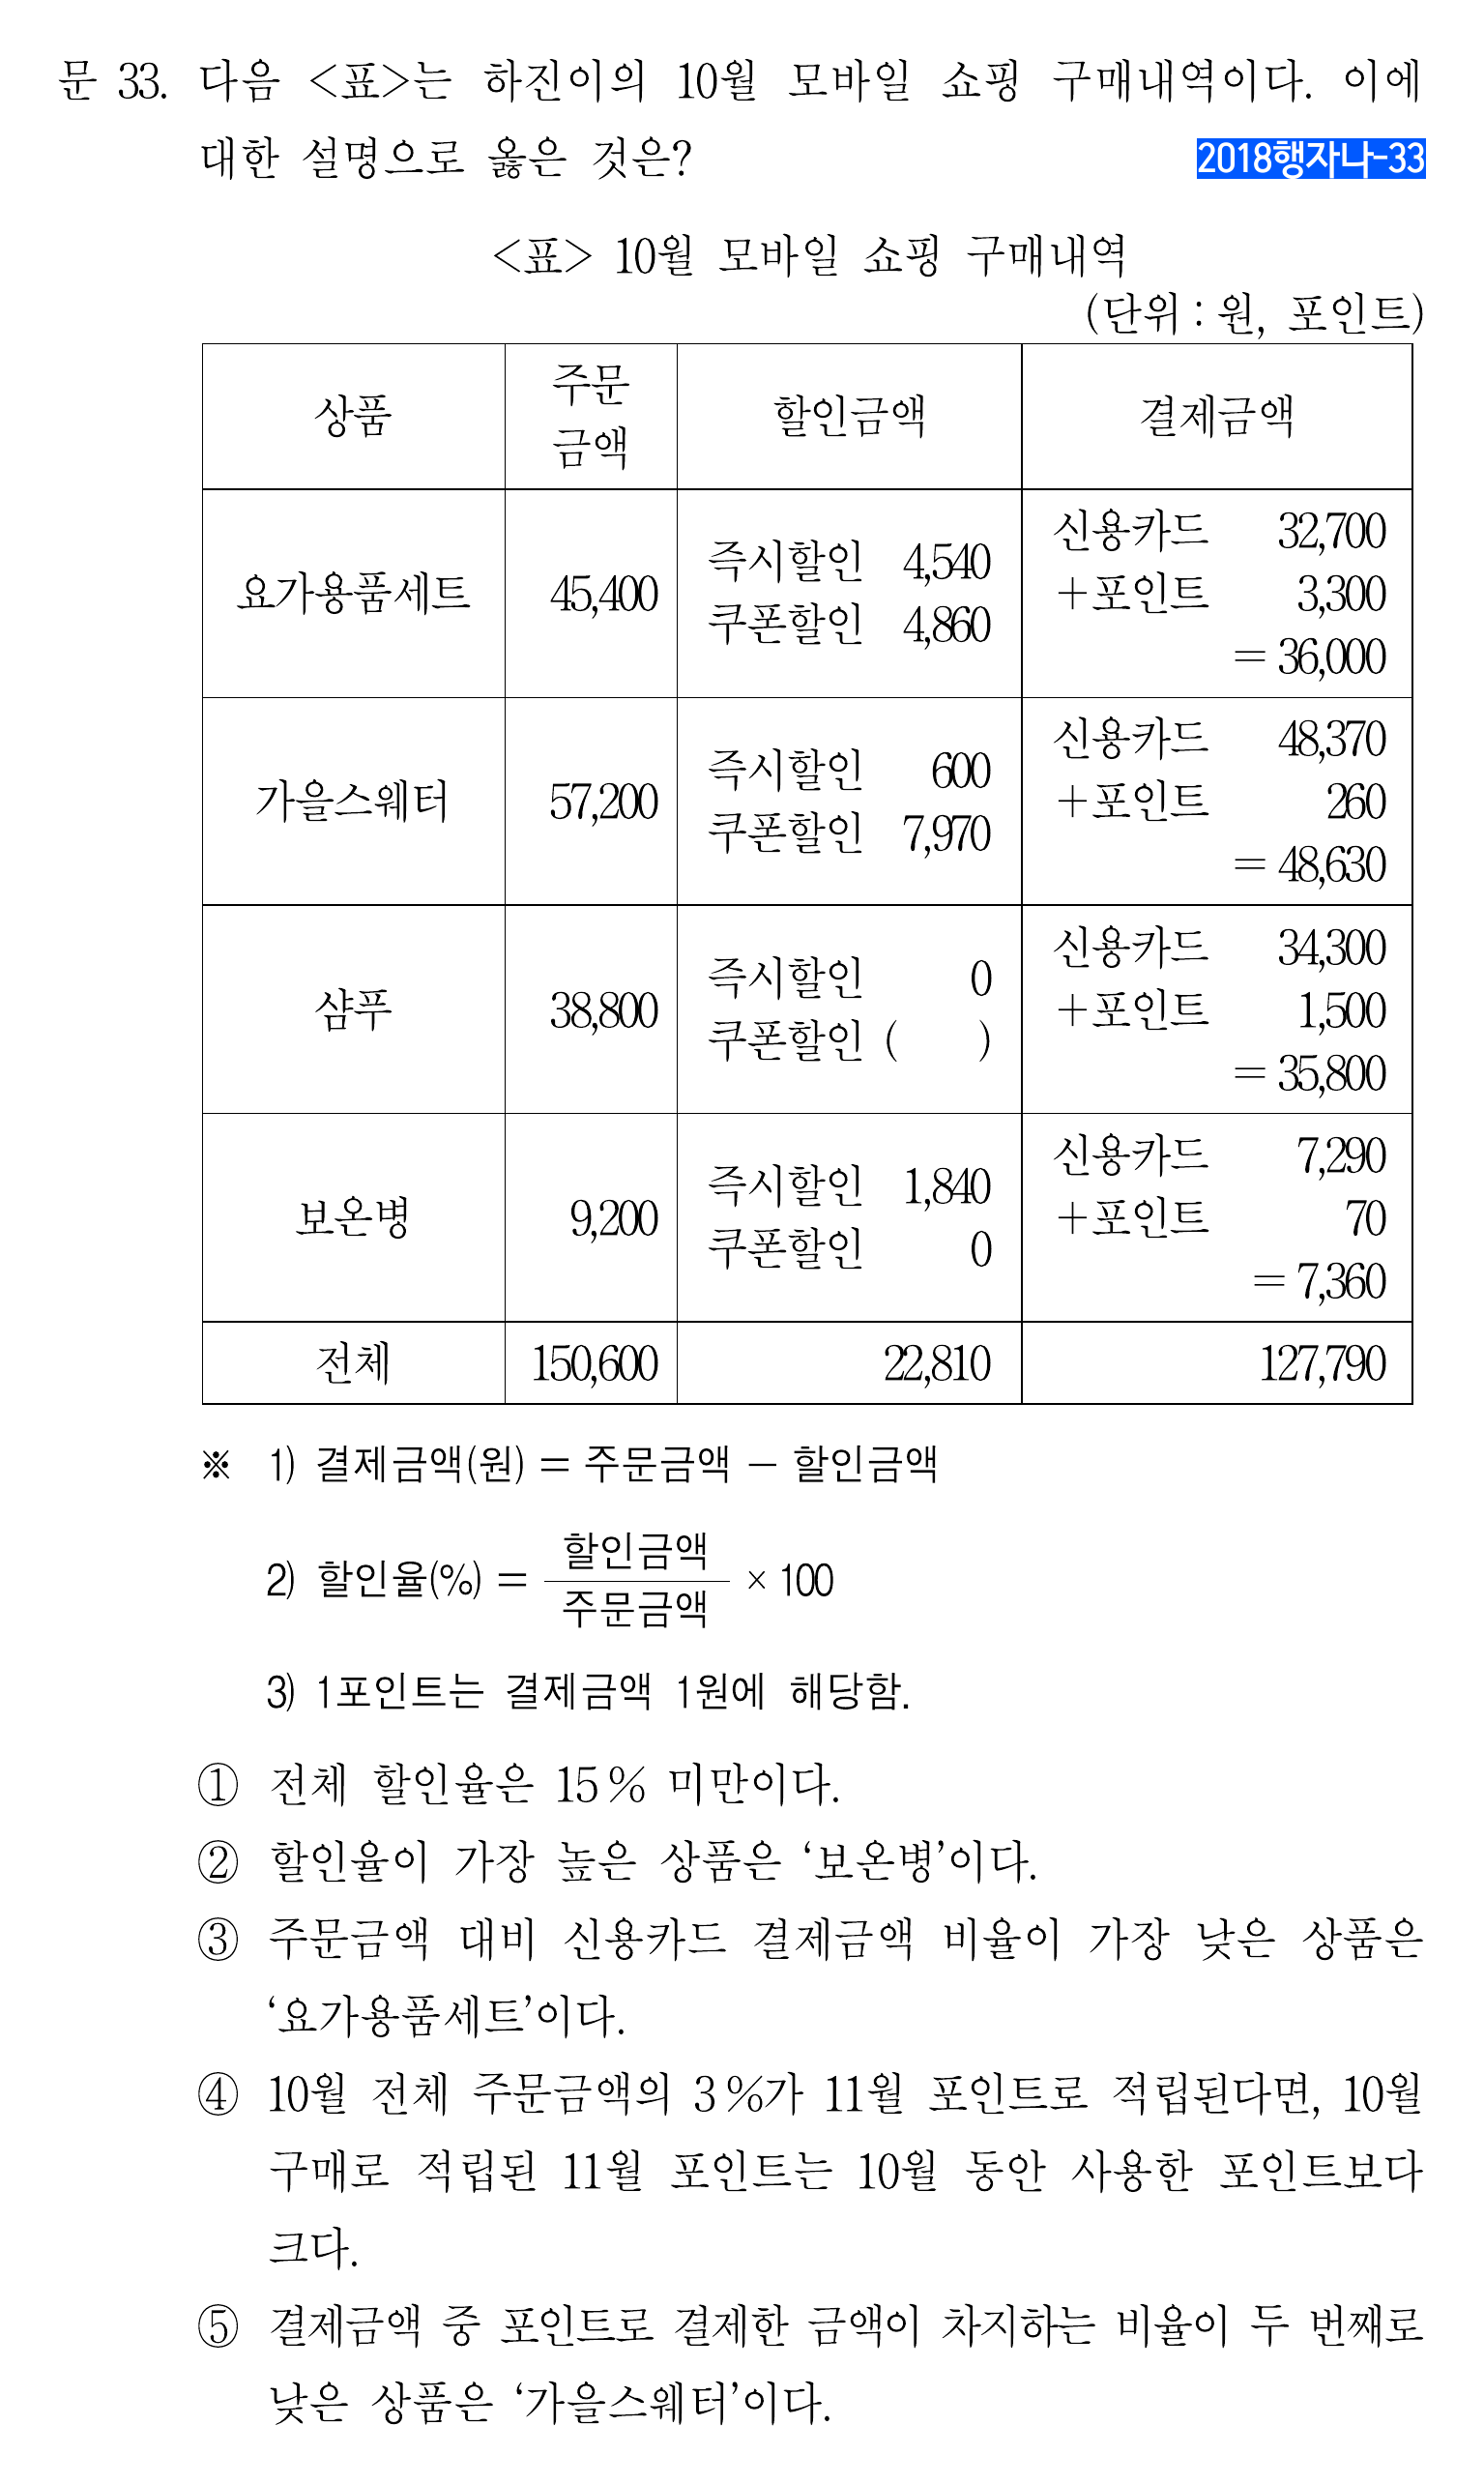 문 33. 다음 <표>는 하진이의 10월 모바일 쇼핑 구매내역이다. 이에
대한 설명으로 옳은 것은?
2018행자나-33
<표> 10월 모바일 쇼핑 구매내역
(단위 : 원, 포인트)
상품 주문 금액 할인금액 결제금액
요가용품세트 45,400 즉시할인 4,540 쿠폰할인 4,860 신용카드 32,700 +포인트 3,300 = 36,000
가을스웨터 57,200 즉시할인 600 쿠폰할인 7,970 신용카드 48,370 +포인트 260 = 48,630
샴푸 38,800 즉시할인 0 쿠폰할인 ( ) 신용카드 34,300 +포인트 1,500 = 35,800
보온병 9,200 즉시할인 1,840 쿠폰할인 0 신용카드 7,290 +포인트 70 = 7,360
전체 150,600 22,810 127,790
※ 1) 결제금액(원) = 주문금액 − 할인금액
2) 할인율(%) = 할인금액 / 주문금액 × 100
3) 1포인트는 결제금액 1원에 해당함.
① 전체 할인율은 15% 미만이다.
② 할인율이 가장 높은 상품은 ‘보온병’이다.
③ 주문금액 대비 신용카드 결제금액 비율이 가장 낮은 상품은
‘요가용품세트’이다.
④ 10월 전체 주문금액의 3%가 11월 포인트로 적립된다면, 10월
구매로 적립된 11월 포인트는 10월 동안 사용한 포인트보다
크다.
⑤ 결제금액 중 포인트로 결제한 금액이 차지하는 비율이 두 번째로
낮은 상품은 ‘가을스웨터’이다.